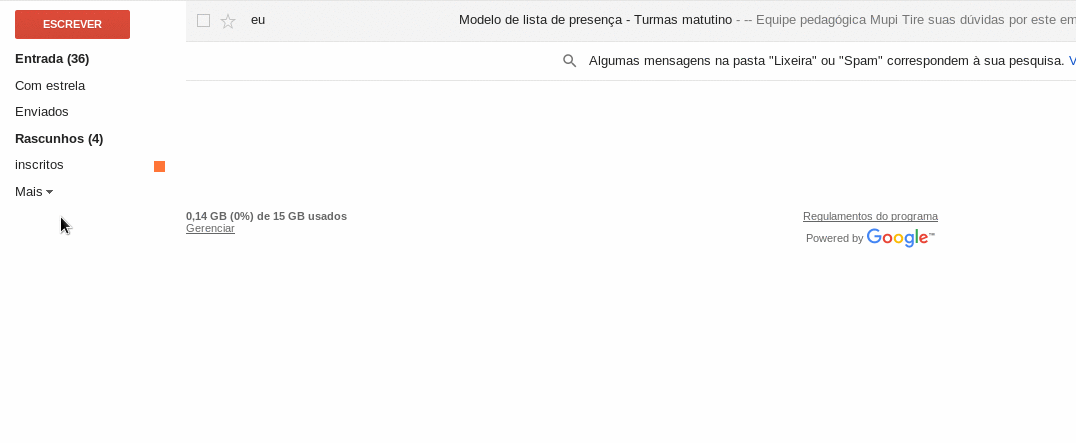 ESCREVER
Entrada (36)
Com estrela
Enviados
Rascunhos (4)
inscritos
Mais
eu Modelo de lista de presença - Turmas matutino - -- Equipe pedagógica Mupi Tire suas dúvidas por este em
Algumas mensagens na pasta "Lixeira" ou "Spam" correspondem à sua pesquisa. V
0,14 GB (0%) de 15 GB usados
Gerenciar
Regulamentos do programa
Powered by Google™